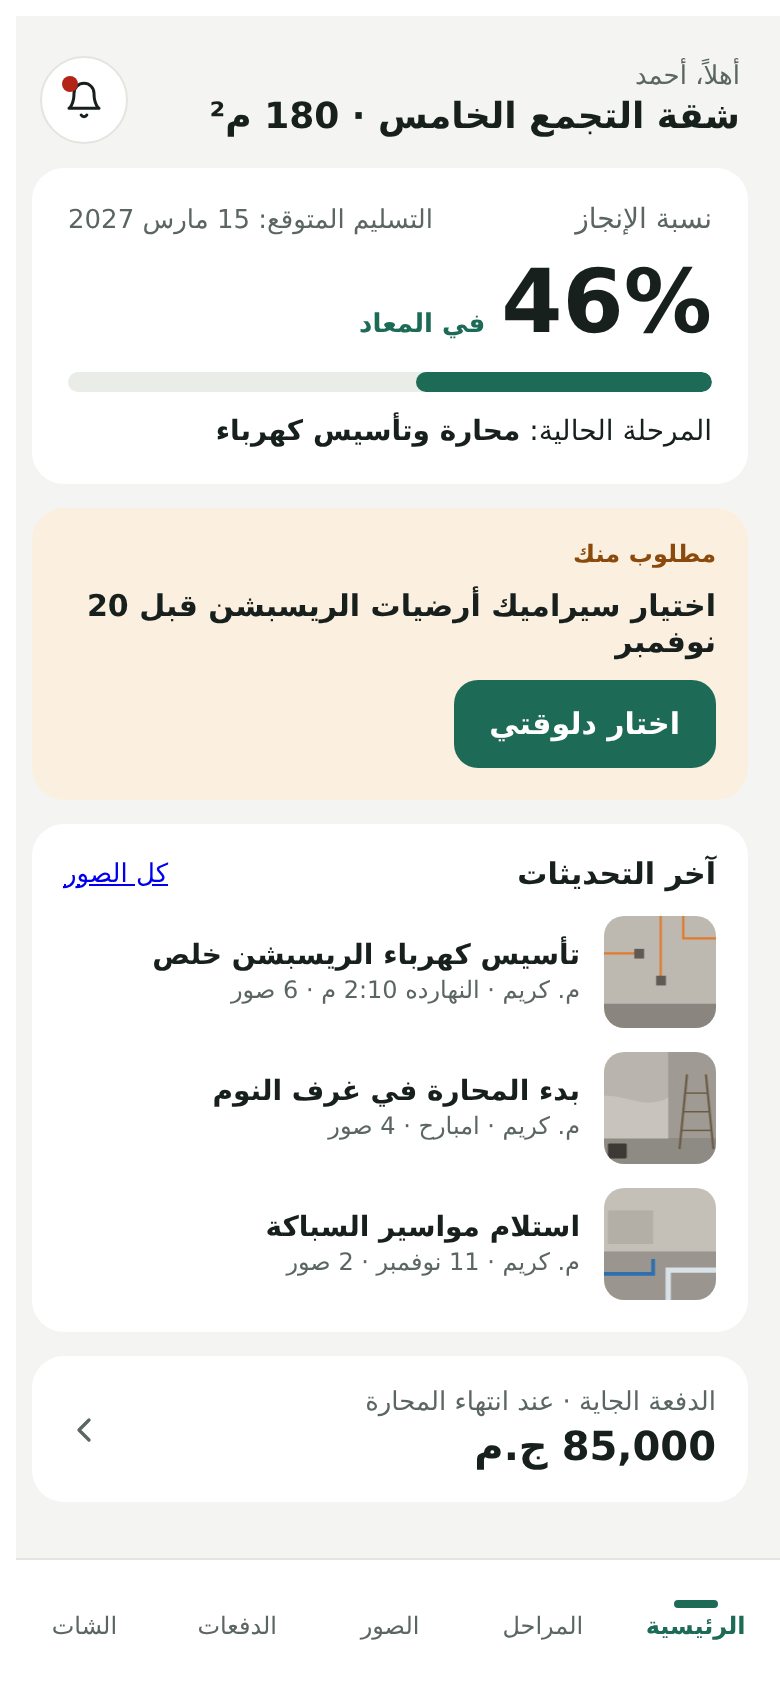 أهلاً، أحمد
شقة التجمع الخامس · 180 م²
نسبة الإنجاز
التسليم المتوقع: 15 مارس 2027
46%
في المعاد
المرحلة الحالية: محارة وتأسيس كهرباء
مطلوب منك
اختيار سيراميك أرضيات الريسبشن قبل 20
نوفمبر
اختار دلوقتي
آخر التحديثات
كل الصور
تأسيس كهرباء الريسبشن خلص
م. كريم · النهارده 2:10 م · 6 صور
بدء المحارة في غرف النوم
م. كريم · امبارح · 4 صور
استلام مواسير السباكة
م. كريم · 11 نوفمبر · 2 صور
الدفعة الجاية · عند انتهاء المحارة
85,000 ج.م
الرئيسية
المراحل
الصور
الدفعات
الشات